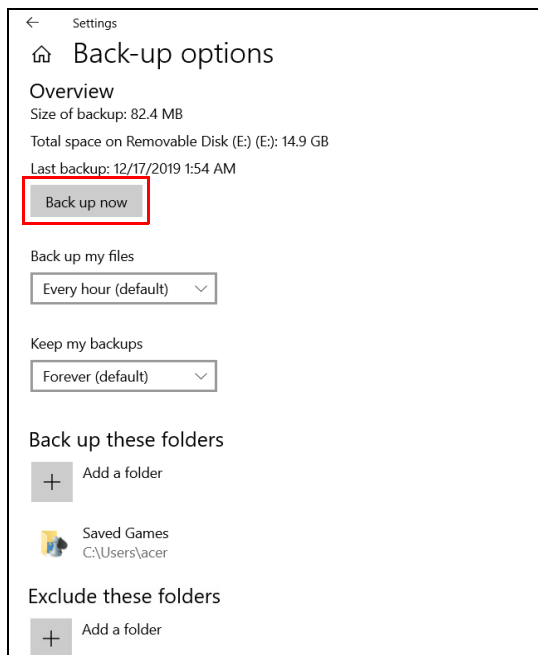 Settings
Back-up options
Overview
Size of backup: 82.4 MB
Total space on Removable Disk (E:) (E:): 14.9 GB
Last backup: 12/17/2019 1:54 AM
Back up now
Back up my files
Every hour (default)
Keep my backups
Forever (default)
Back up these folders
Add a folder
Saved Games
C:\Users\acer
Exclude these folders
Add a folder